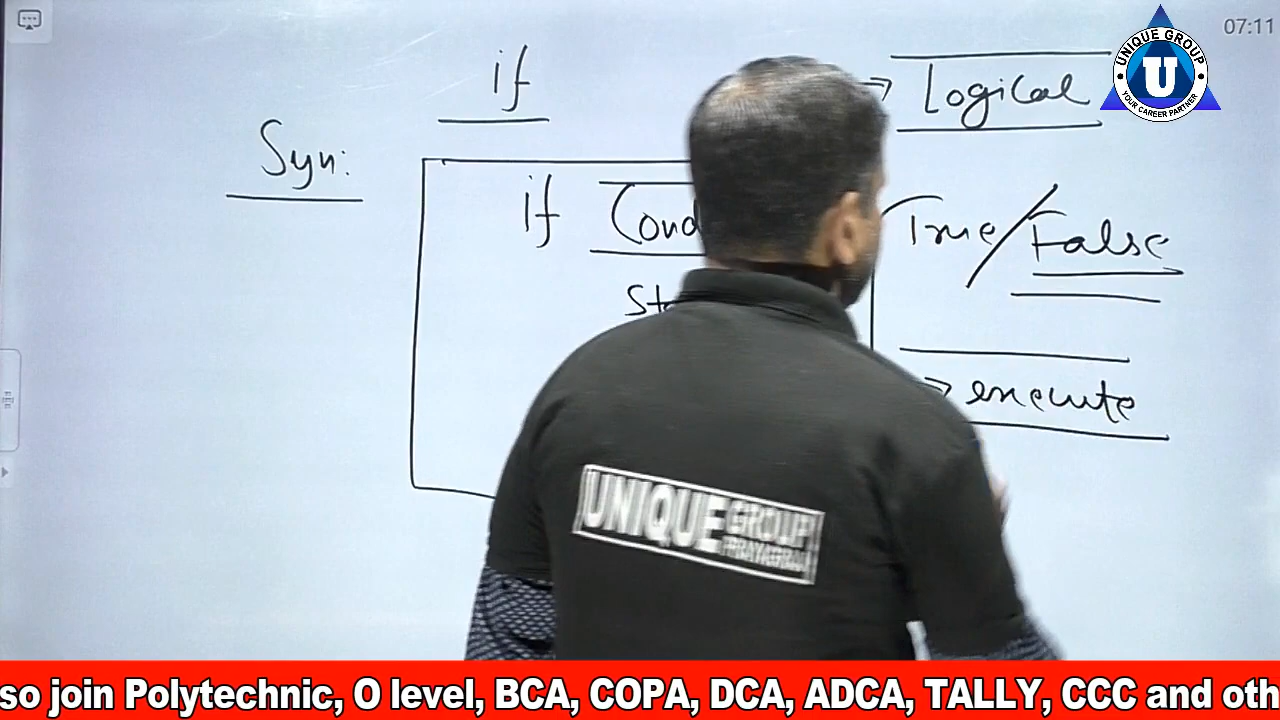 07:11
UNIQUE GROUP
U
YOUR CAREER PARTNER
if → Logical
Syn:
if Cond True/False
St
→ execute
UNIQUE GROUP PRAYAGRAJ
so join Polytechnic, O level, BCA, COPA, DCA, ADCA, TALLY, CCC and oth